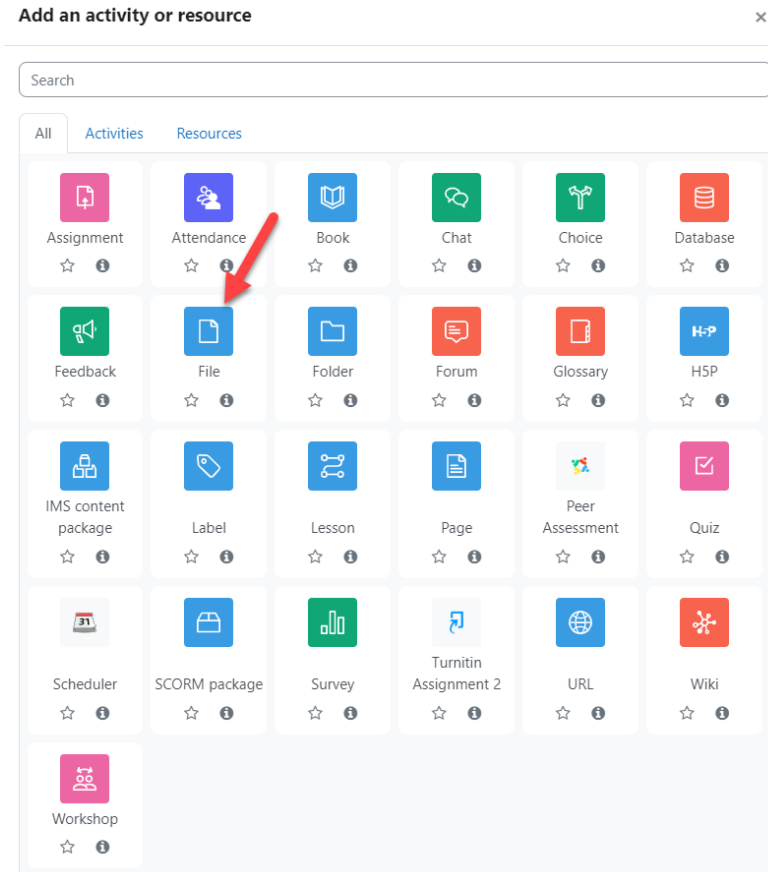 Add an activity or resource
×
Search
All Activities Resources
Assignment Attendance Book Chat Choice Database
Feedback File Folder Forum Glossary H5P
H5P
IMS content package Label Lesson Page Peer Assessment Quiz
31
Scheduler SCORM package Survey Turnitin Assignment 2 URL Wiki
Workshop